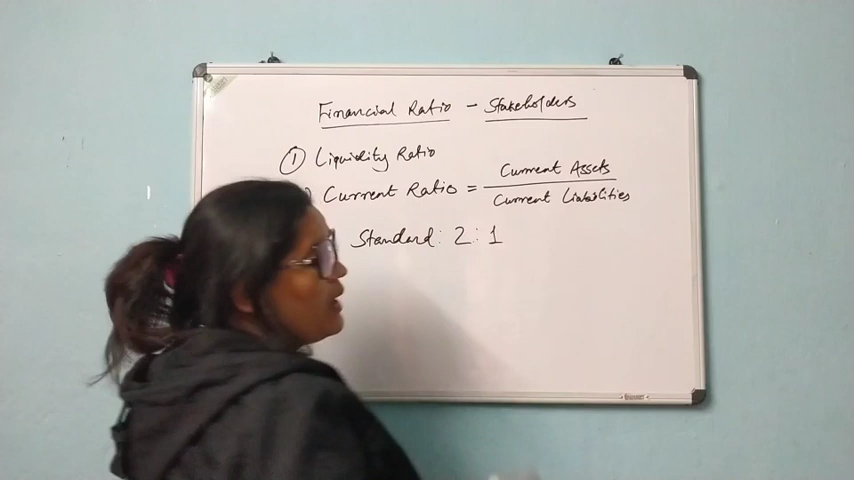 Financial Ratio - Stakeholders
① Liquidity Ratio
Current Ratio = Current Assets
Current Liabilities
Standard: 2:1